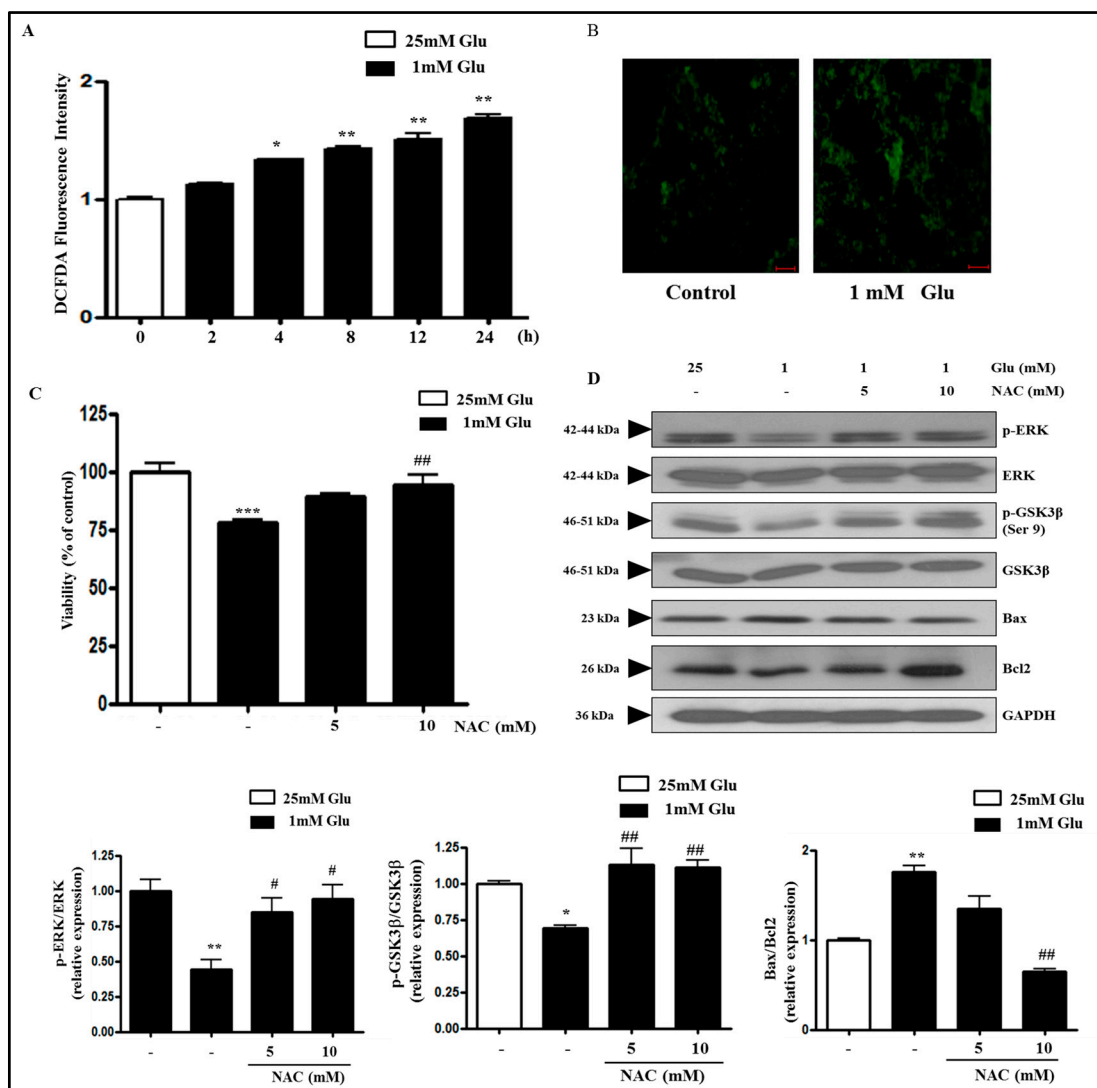 A
25mM Glu
1mM Glu
DCFDA Fluorescence Intensity
2
1
0
* ** ** **
0 2 4 8 12 24 (h)
B
Control
1 mM Glu
C
25mM Glu
1mM Glu
Viability (% of control)
125
100
75
50
25
0
*** ##
- - 5 10 NAC (mM)
D
25 1 1 1 Glu (mM)
- - 5 10 NAC (mM)
42-44 kDa p-ERK
42-44 kDa ERK
46-51 kDa p-GSK3β
(Ser 9)
46-51 kDa GSK3β
23 kDa Bax
26 kDa Bcl2
36 kDa GAPDH
25mM Glu
1mM Glu
p-ERK/ERK
(relative expression)
1.25
1.00
0.75
0.50
0.25
0.00
** # #
- - 5 10
NAC (mM)
25mM Glu
1mM Glu
p-GSK3β/GSK3β
(relative expression)
1.25
1.00
0.75
0.50
0.25
0.00
* ## ##
- - 5 10
NAC (mM)
25mM Glu
1mM Glu
Bax/Bcl2
(relative expression)
2
1
0
** ##
- - 5 10
NAC (mM)